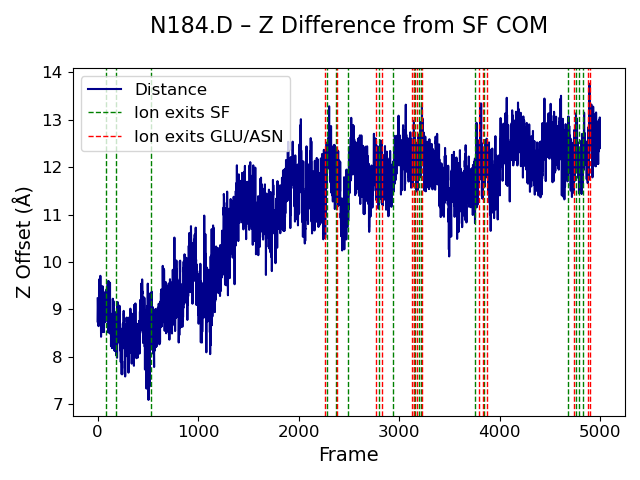 N184.D – Z Difference from SF COM
Distance
Ion exits SF
Ion exits GLU/ASN
Z Offset (Å)
14
13
12
11
10
9
8
7
0 1000 2000 3000 4000 5000
Frame